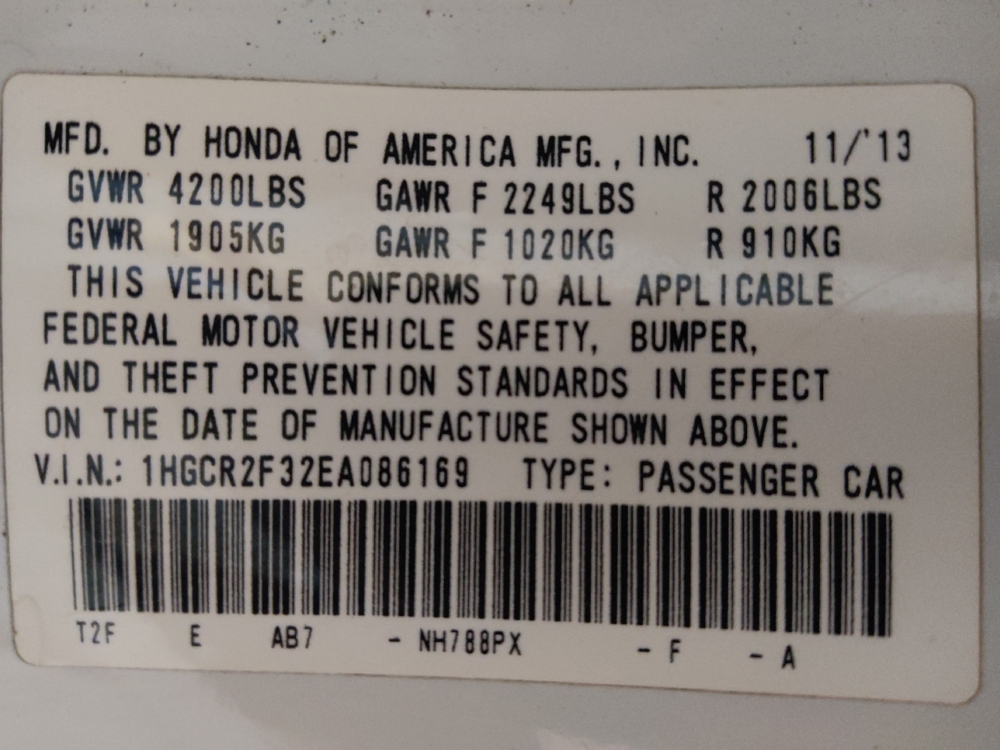 MFD. BY HONDA OF AMERICA MFG., INC. 11/'13
GVWR 4200LBS GAWR F 2249LBS R 2006LBS
GVWR 1905KG GAWR F 1020KG R 910KG
THIS VEHICLE CONFORMS TO ALL APPLICABLE
FEDERAL MOTOR VEHICLE SAFETY, BUMPER,
AND THEFT PREVENTION STANDARDS IN EFFECT
ON THE DATE OF MANUFACTURE SHOWN ABOVE.
V.I.N.: 1HGCR2F32EA086169 TYPE: PASSENGER CAR
T2F E AB7 - NH788PX - F - A